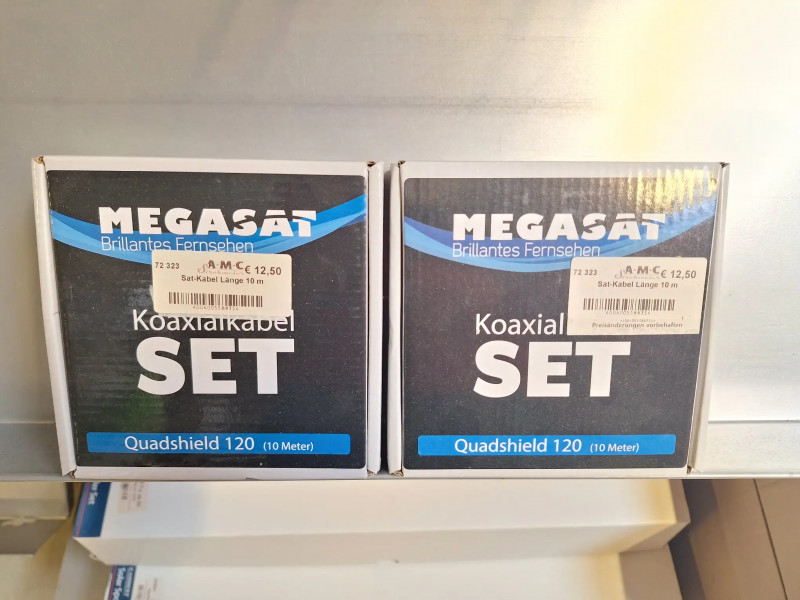 MEGASAT
Brillantes Fernsehen
72 323 A·M·C € 12,50
Sat-Kabel Länge 10 m
Koaxialkabel
SET
Quadshield 120 (10 Meter)
MEGASAT
Brillantes Fernsehen
72 323 A·M·C € 12,50
Sat-Kabel Länge 10 m
Preisänderungen vorbehalten
Koaxial
SET
Quadshield 120 (10 Meter)